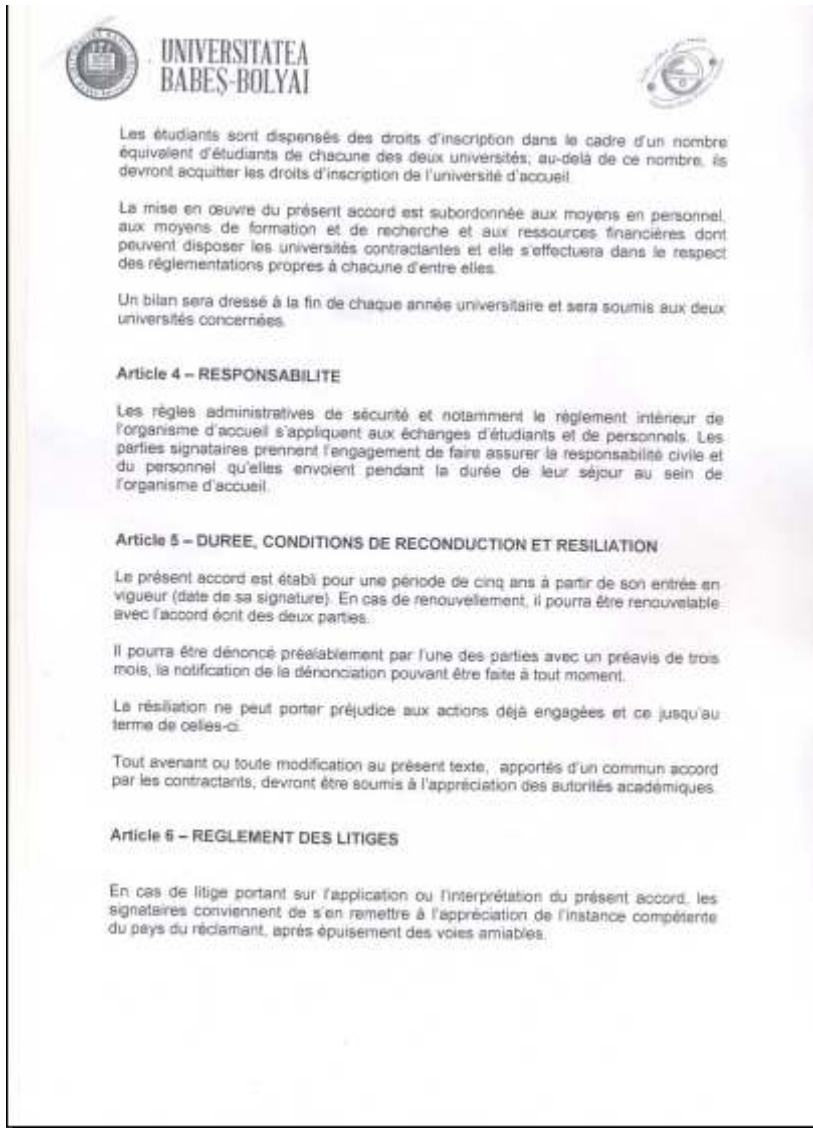 UNIVERSITATEA
BABEȘ-BOLYAI
Les étudiants sont dispensés des droits d'inscription dans le cadre d'un nombre
équivalent d'étudiants de chacune des deux universités; au-delà de ce nombre, ils
devront acquitter les droits d'inscription de l'université d'accueil.
La mise en œuvre du présent accord est subordonnée aux moyens en personnel,
aux moyens de formation et de recherche et aux ressources financières dont
peuvent disposer les universités contractantes et elle s'effectuera dans le respect
des réglementations propres à chacune d'entre elles.
Un bilan sera dressé à la fin de chaque année universitaire et sera soumis aux deux
universités concernées.
Article 4 – RESPONSABILITE
Les règles administratives de sécurité et notamment le règlement intérieur de
l'organisme d'accueil s'appliquent aux échanges d'étudiants et de personnels. Les
parties signataires prennent l'engagement de faire assurer la responsabilité civile et
du personnel qu'elles envoient pendant la durée de leur séjour au sein de
l'organisme d'accueil.
Article 5 – DUREE, CONDITIONS DE RECONDUCTION ET RESILIATION
Le présent accord est établi pour une période de cinq ans à partir de son entrée en
vigueur (date de sa signature). En cas de renouvellement, il pourra être renouvelable
avec l'accord écrit des deux parties.
Il pourra être dénoncé préalablement par l'une des parties avec un préavis de trois
mois, la notification de la dénonciation pouvant être faite à tout moment.
La résiliation ne peut porter préjudice aux actions déjà engagées et ce jusqu'au
terme de celles-ci.
Tout avenant ou toute modification au présent texte, apportés d'un commun accord
par les contractants, devront être soumis à l'appréciation des autorités académiques.
Article 6 – REGLEMENT DES LITIGES
En cas de litige portant sur l'application ou l'interprétation du présent accord, les
signataires conviennent de s'en remettre à l'appréciation de l'instance compétente
du pays du réclamant, après épuisement des voies amiables.